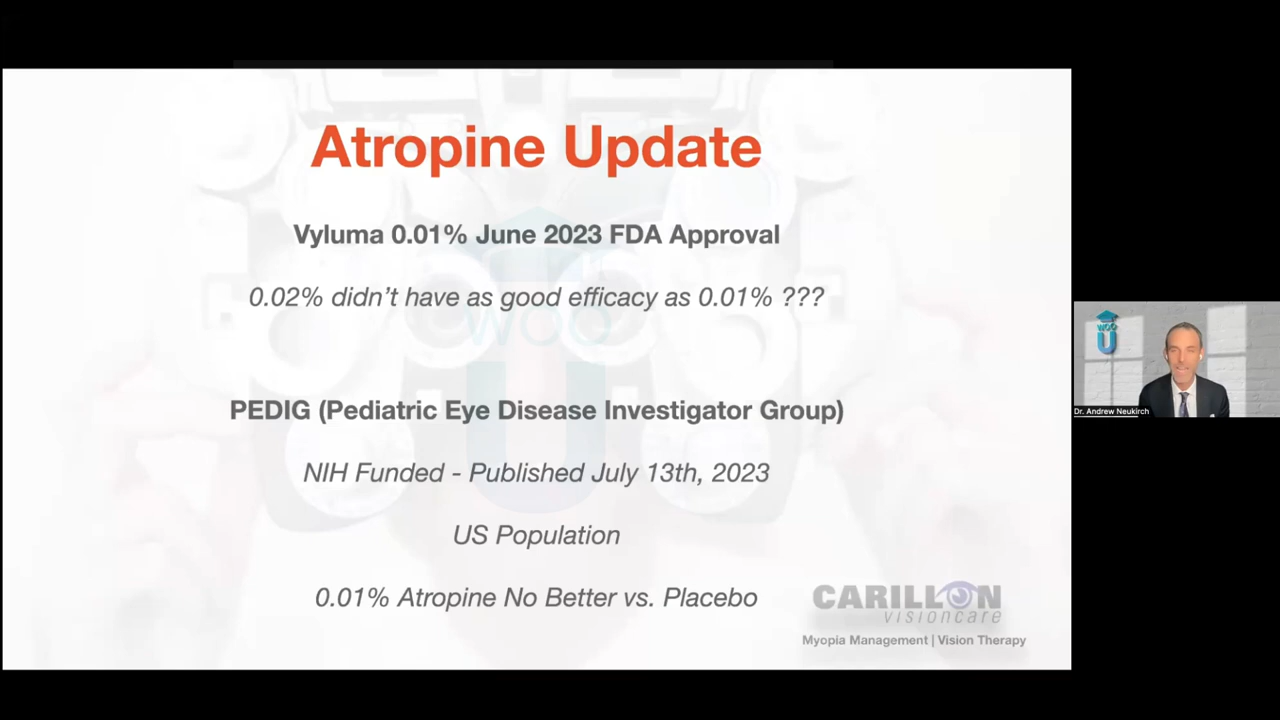 Atropine Update
Vyluma 0.01% June 2023 FDA Approval
0.02% didn't have as good efficacy as 0.01% ???
WOO
U
PEDIG (Pediatric Eye Disease Investigator Group)
NIH Funded - Published July 13th, 2023
US Population
0.01% Atropine No Better vs. Placebo
CARILLON
visioncare
Myopia Management | Vision Therapy
WOO
U
Dr. Andrew Neukirch